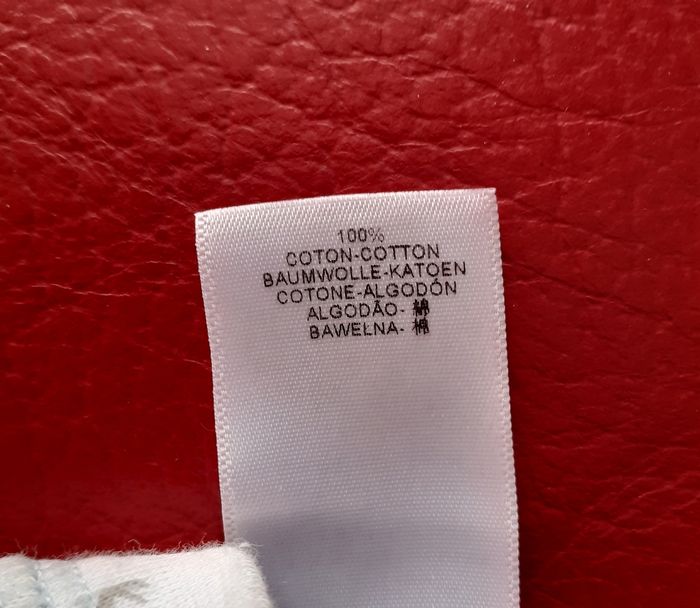 100%
COTON-COTTON
BAUMWOLLE-KATOEN
COTONE-ALGODÓN
ALGODÃO- 綿
BAWEŁNA- 棉